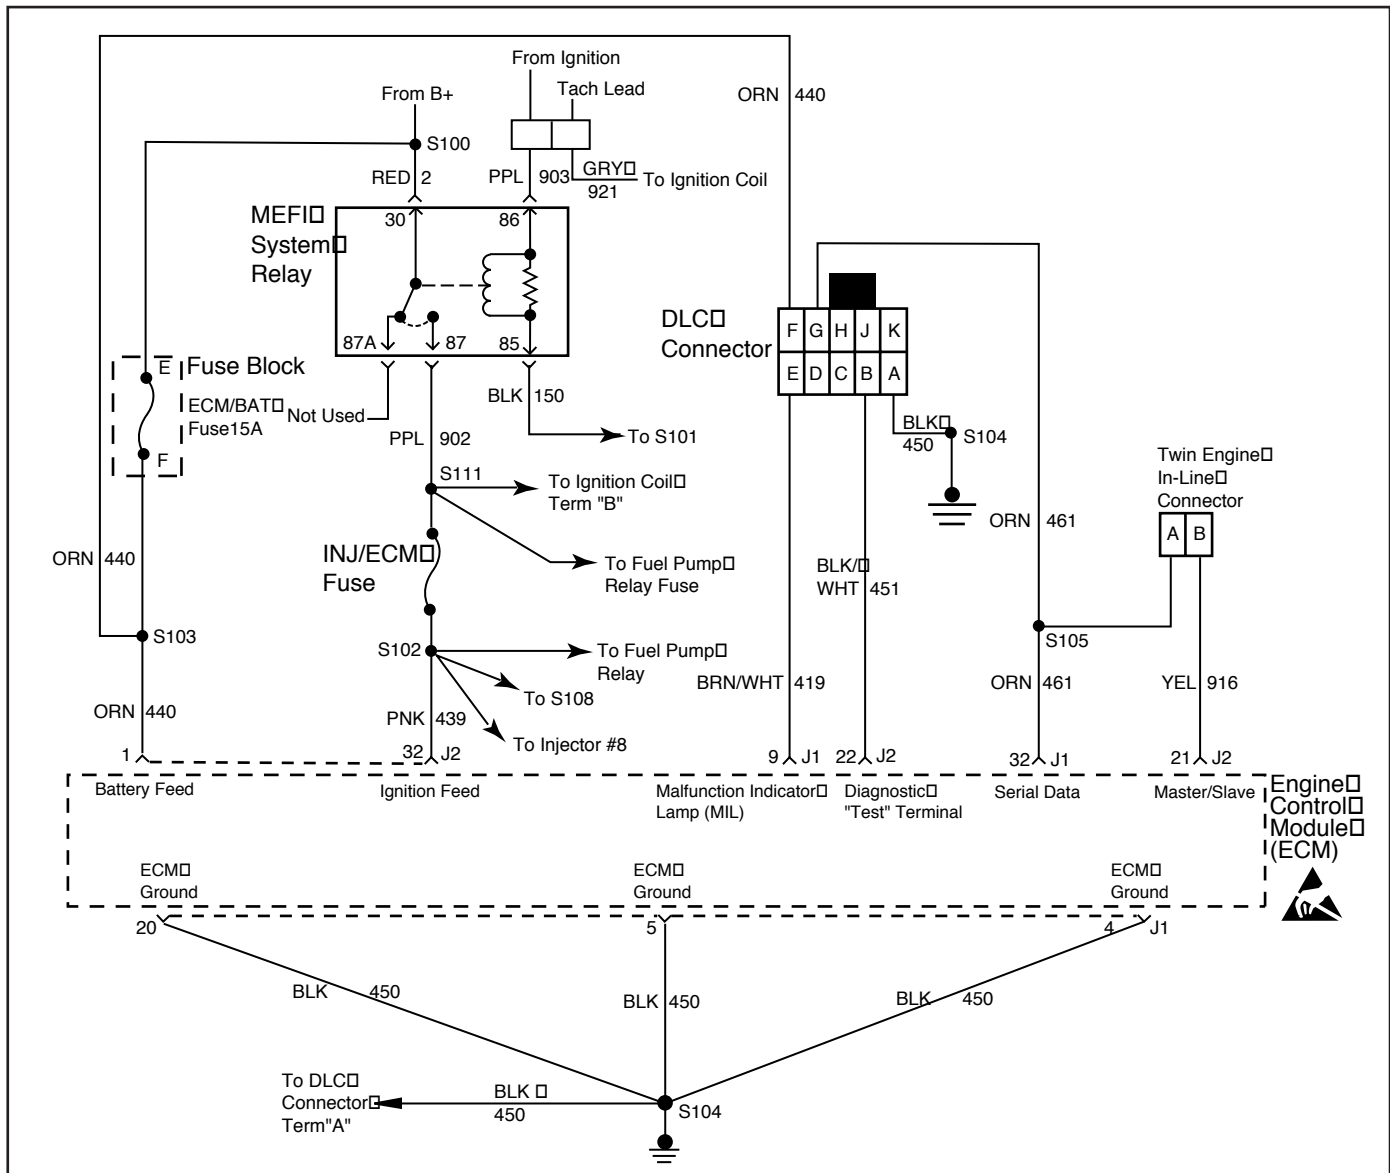 From Ignition
Tach Lead
From B+
ORN 440
S100
RED 2
PPL 903
GRY
921
To Ignition Coil
MEFI
System
Relay
30
86
87A
87
85
DLC
Connector
F G H J K
E D C B A
E
Fuse Block
ECM/BAT
Fuse15A
F
Not Used
BLK 150
To S101
BLK
450
S104
PPL 902
S111
To Ignition Coil
Term "B"
Twin Engine
In-Line
Connector
A B
ORN 461
INJ/ECM
Fuse
To Fuel Pump
Relay Fuse
BLK/
WHT 451
ORN 440
S103
S102
To Fuel Pump
Relay
To S108
To Injector #8
S105
BRN/WHT 419
ORN 461
YEL 916
ORN 440
PNK 439
1
32 J2
9 J1
22 J2
32 J1
21 J2
Battery Feed
Ignition Feed
Malfunction Indicator
Lamp (MIL)
Diagnostic
"Test" Terminal
Serial Data
Master/Slave
Engine
Control
Module
(ECM)
ECM
Ground
ECM
Ground
ECM
Ground
20
5
4 J1
BLK 450
BLK 450
BLK 450
To DLC
Connector
Term"A"
BLK
450
S104